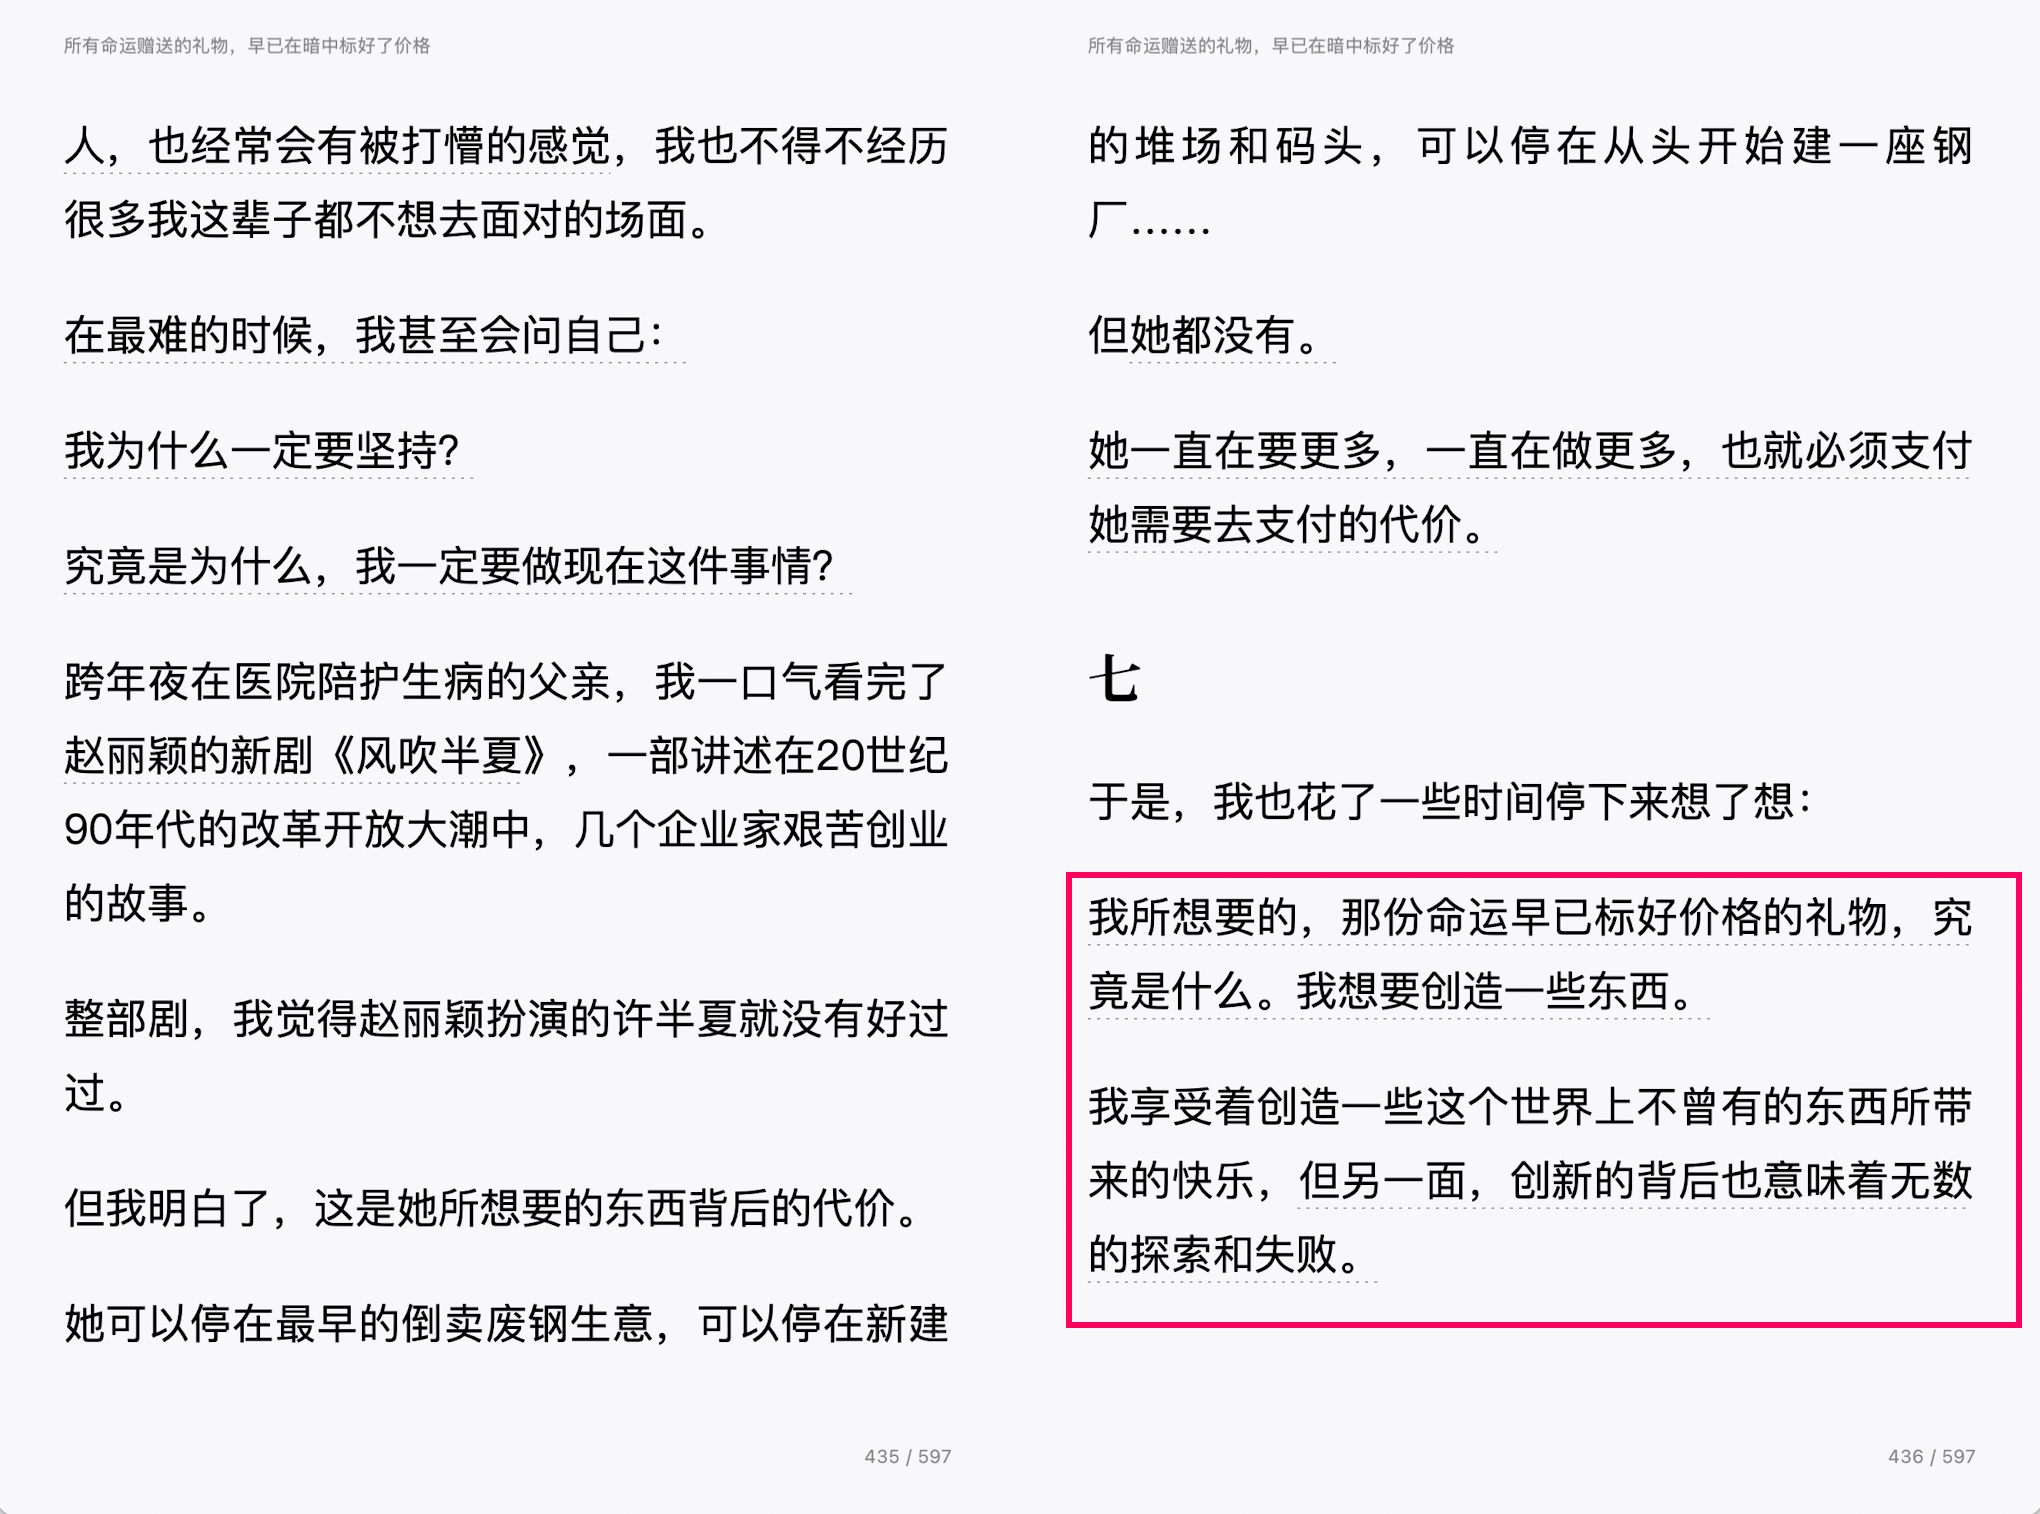 所有命运赠送的礼物，早已在暗中标好了价格
人，也经常会有被打懵的感觉，我也不得不经历
很多我这辈子都不想去面对的场面。
在最难的时候，我甚至会问自己：
我为什么一定要坚持？
究竟是为什么，我一定要做现在这件事情？
跨年夜在医院陪护生病的父亲，我一口气看完了
赵丽颖的新剧《风吹半夏》，一部讲述在20世纪
90年代的改革开放大潮中，几个企业家艰苦创业
的故事。
整部剧，我觉得赵丽颖扮演的许半夏就没有好过
过。
但我明白了，这是她所想要的东西背后的代价。
她可以停在最早的倒卖废钢生意，可以停在新建
435 / 597
所有命运赠送的礼物，早已在暗中标好了价格
的堆场和码头，可以停在从头开始建一座钢
厂……
但她都没有。
她一直在要更多，一直在做更多，也就必须支付
她需要去支付的代价。
七
于是，我也花了一些时间停下来想了想：
我所想要的，那份命运早已标好价格的礼物，究
竟是什么。我想要创造一些东西。
我享受着创造一些这个世界上不曾有的东西所带
来的快乐，但另一面，创新的背后也意味着无数
的探索和失败。
436 / 597